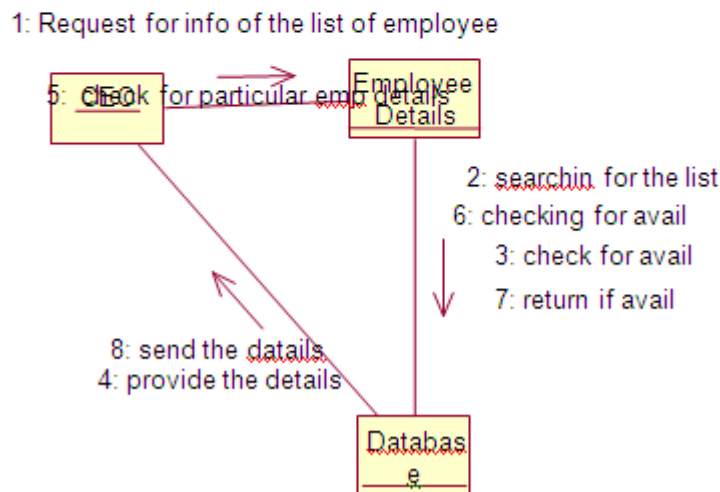 1: Request for info of the list of employee
CEO
Employee
Details
5: check for particular emp details
2: searchin for the list
6: checking for avail
3: check for avail
7: return if avail
8: send the datails
4: provide the details
Databas
e